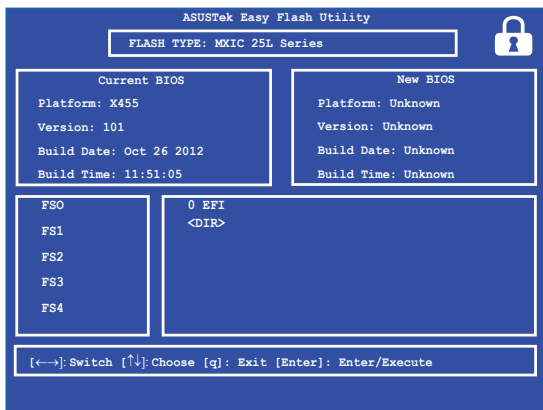 ASUSTek Easy Flash Utility
FLASH TYPE: MXIC 25L Series
Current BIOS
Platform: X455
Version: 101
Build Date: Oct 26 2012
Build Time: 11:51:05
New BIOS
Platform: Unknown
Version: Unknown
Build Date: Unknown
Build Time: Unknown
FSO
FS1
FS2
FS3
FS4
0 EFI
<DIR>
[←→]: Switch [↑↓]: Choose [q]: Exit [Enter]: Enter/Execute